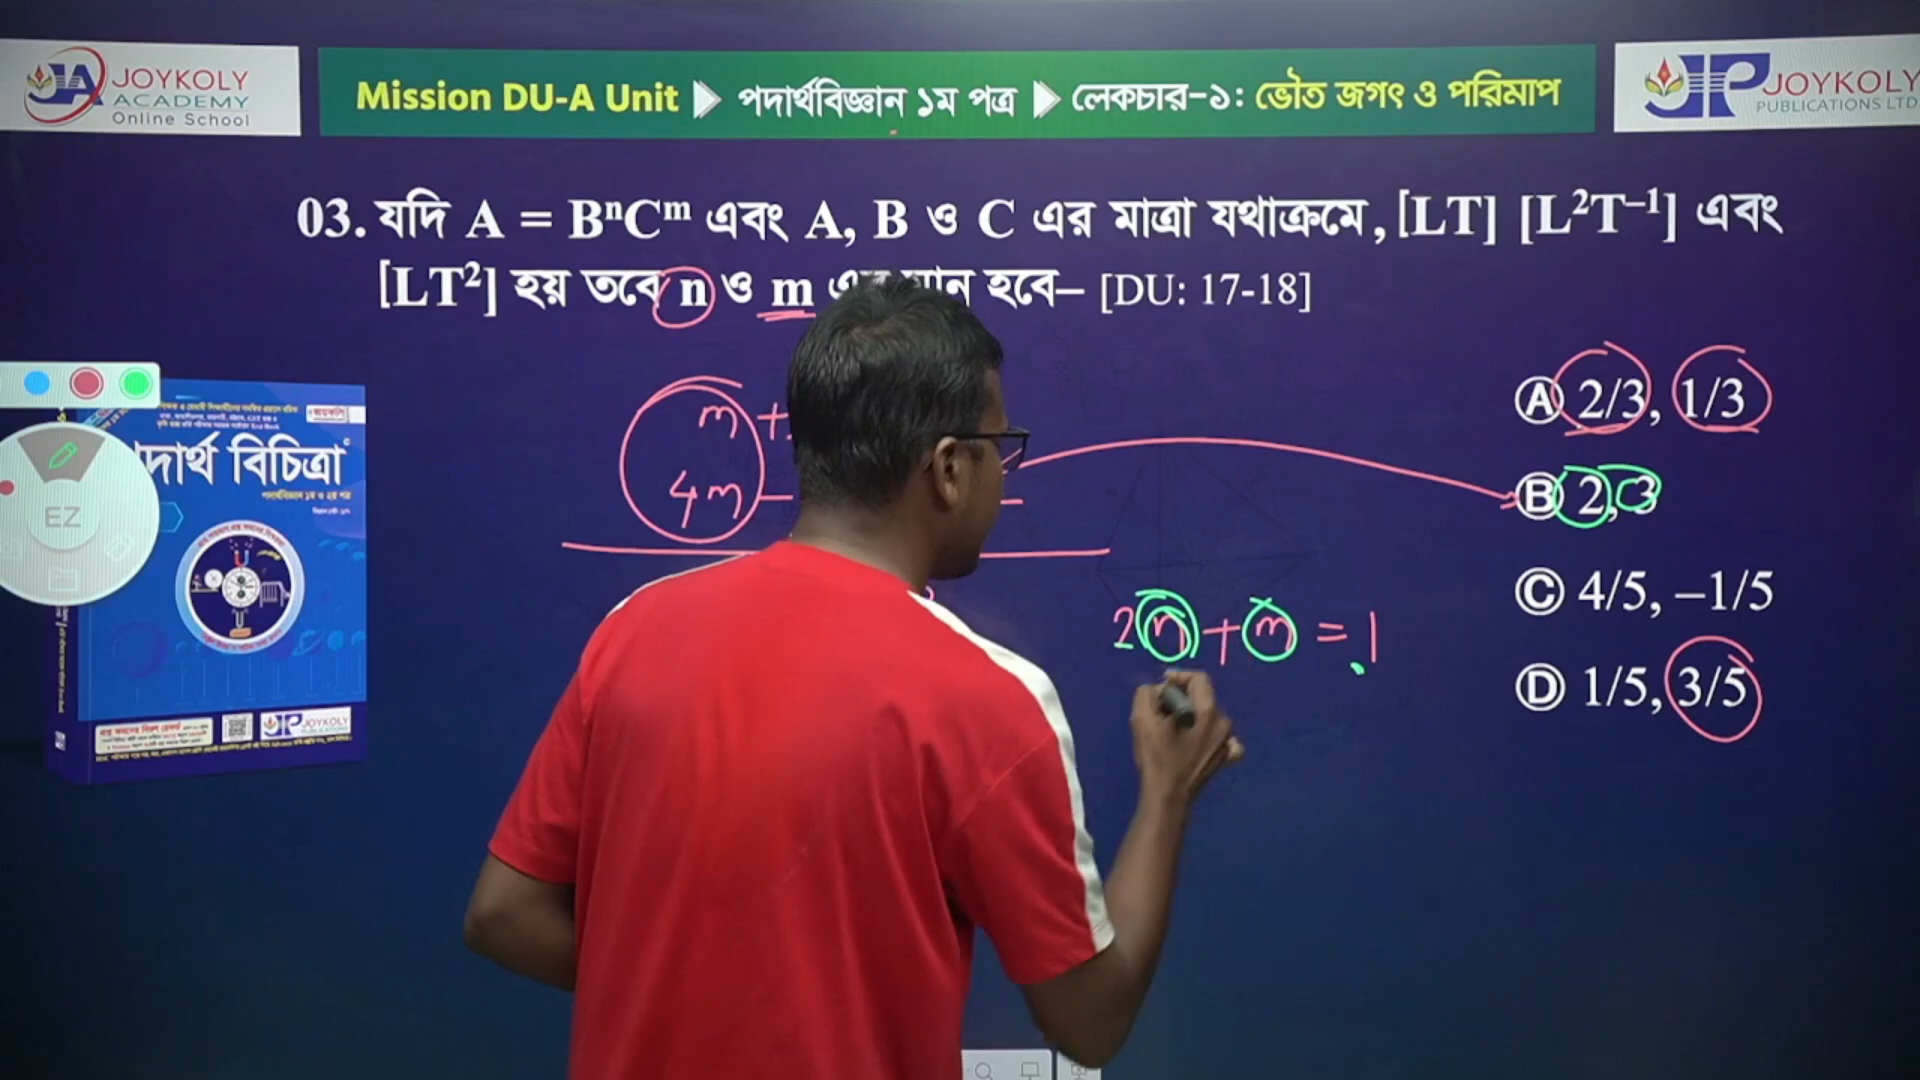 JOYKOLY
ACADEMY
Online School
Mission DU-A Unit পদার্থবিজ্ঞান ১ম পত্র লেকচার-১: ভৌত জগৎ ও পরিমাপ
JOYKOLY
PUBLICATIONS LTD
03. যদি A = BⁿCᵐ এবং A, B ও C এর মাত্রা যথাক্রমে, [LT] [L²T⁻¹] এবং
[LT²] হয় তবে n ও m হবে– [DU: 17-18]
m +
4m –
2n + m = 1
A 2/3, 1/3
B 2, 3
C 4/5, –1/5
D 1/5, 3/5
EZ
দার্থ বিচিত্রা
JOYKOLY
PUBLICATIONS